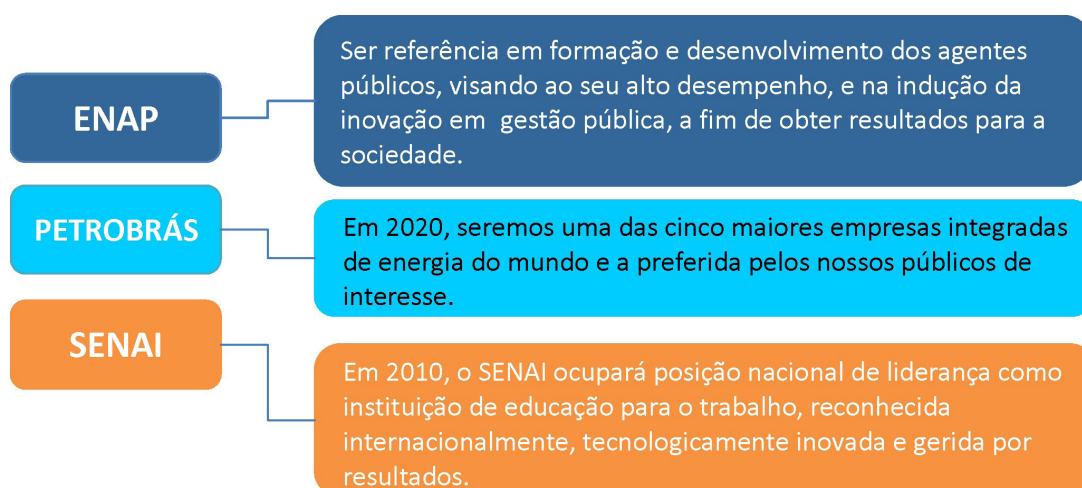 ENAP
Ser referência em formação e desenvolvimento dos agentes
públicos, visando ao seu alto desempenho, e na indução da
inovação em gestão pública, a fim de obter resultados para a
sociedade.
PETROBRÁS
Em 2020, seremos uma das cinco maiores empresas integradas
de energia do mundo e a preferida pelos nossos públicos de
interesse.
SENAI
Em 2010, o SENAI ocupará posição nacional de liderança como
instituição de educação para o trabalho, reconhecida
internacionalmente, tecnologicamente inovada e gerida por
resultados.